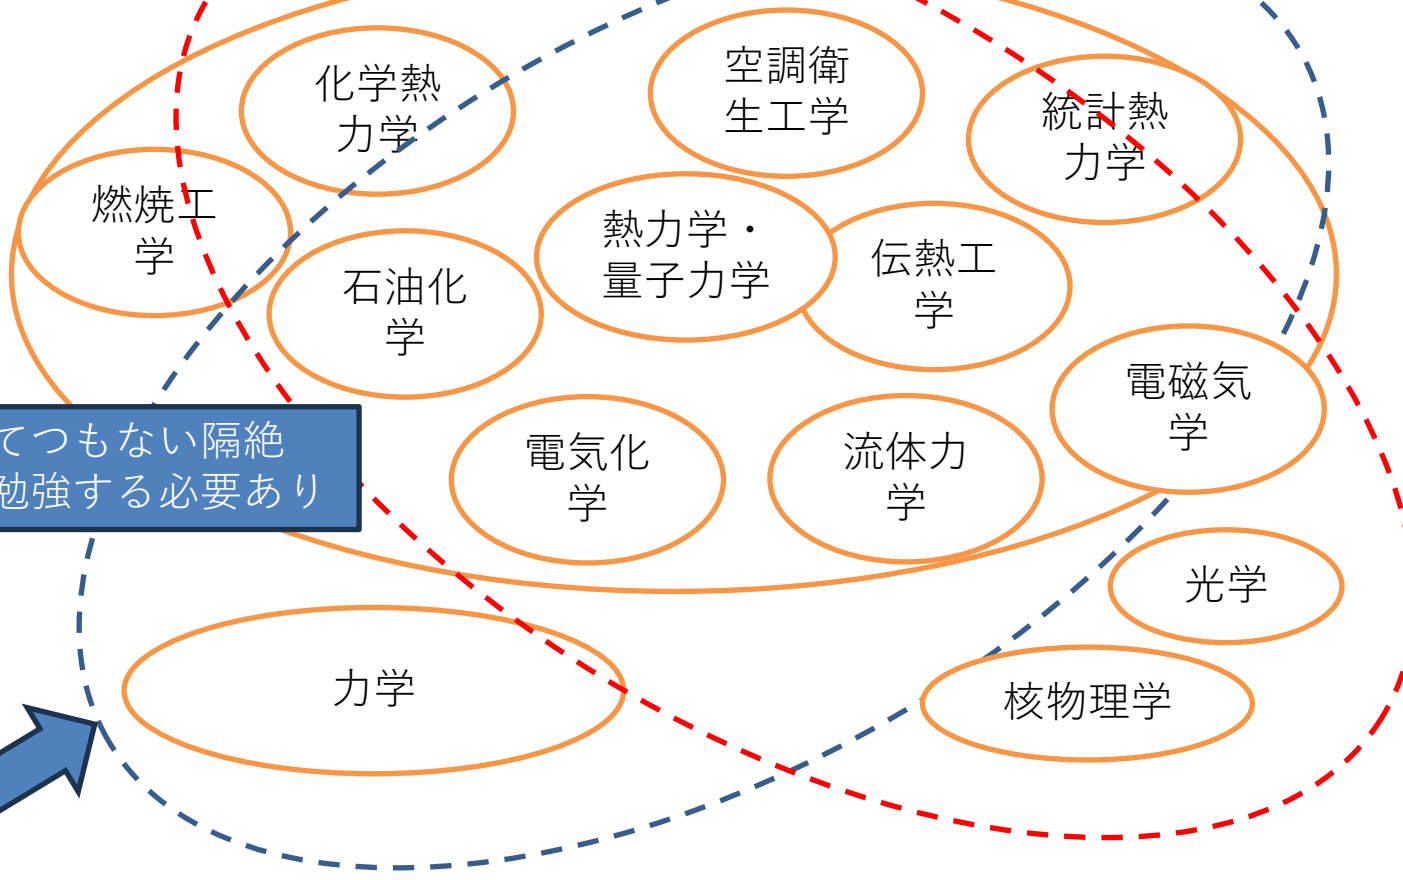 化学熱
力学
空調衛
生工学
統計熱
力学
燃焼工
学
熱力学・
量子力学
伝熱工
学
石油化
学
電磁気
学
てつもない隔絶
勉強する必要あり
電気化
学
流体力
学
光学
力学
核物理学